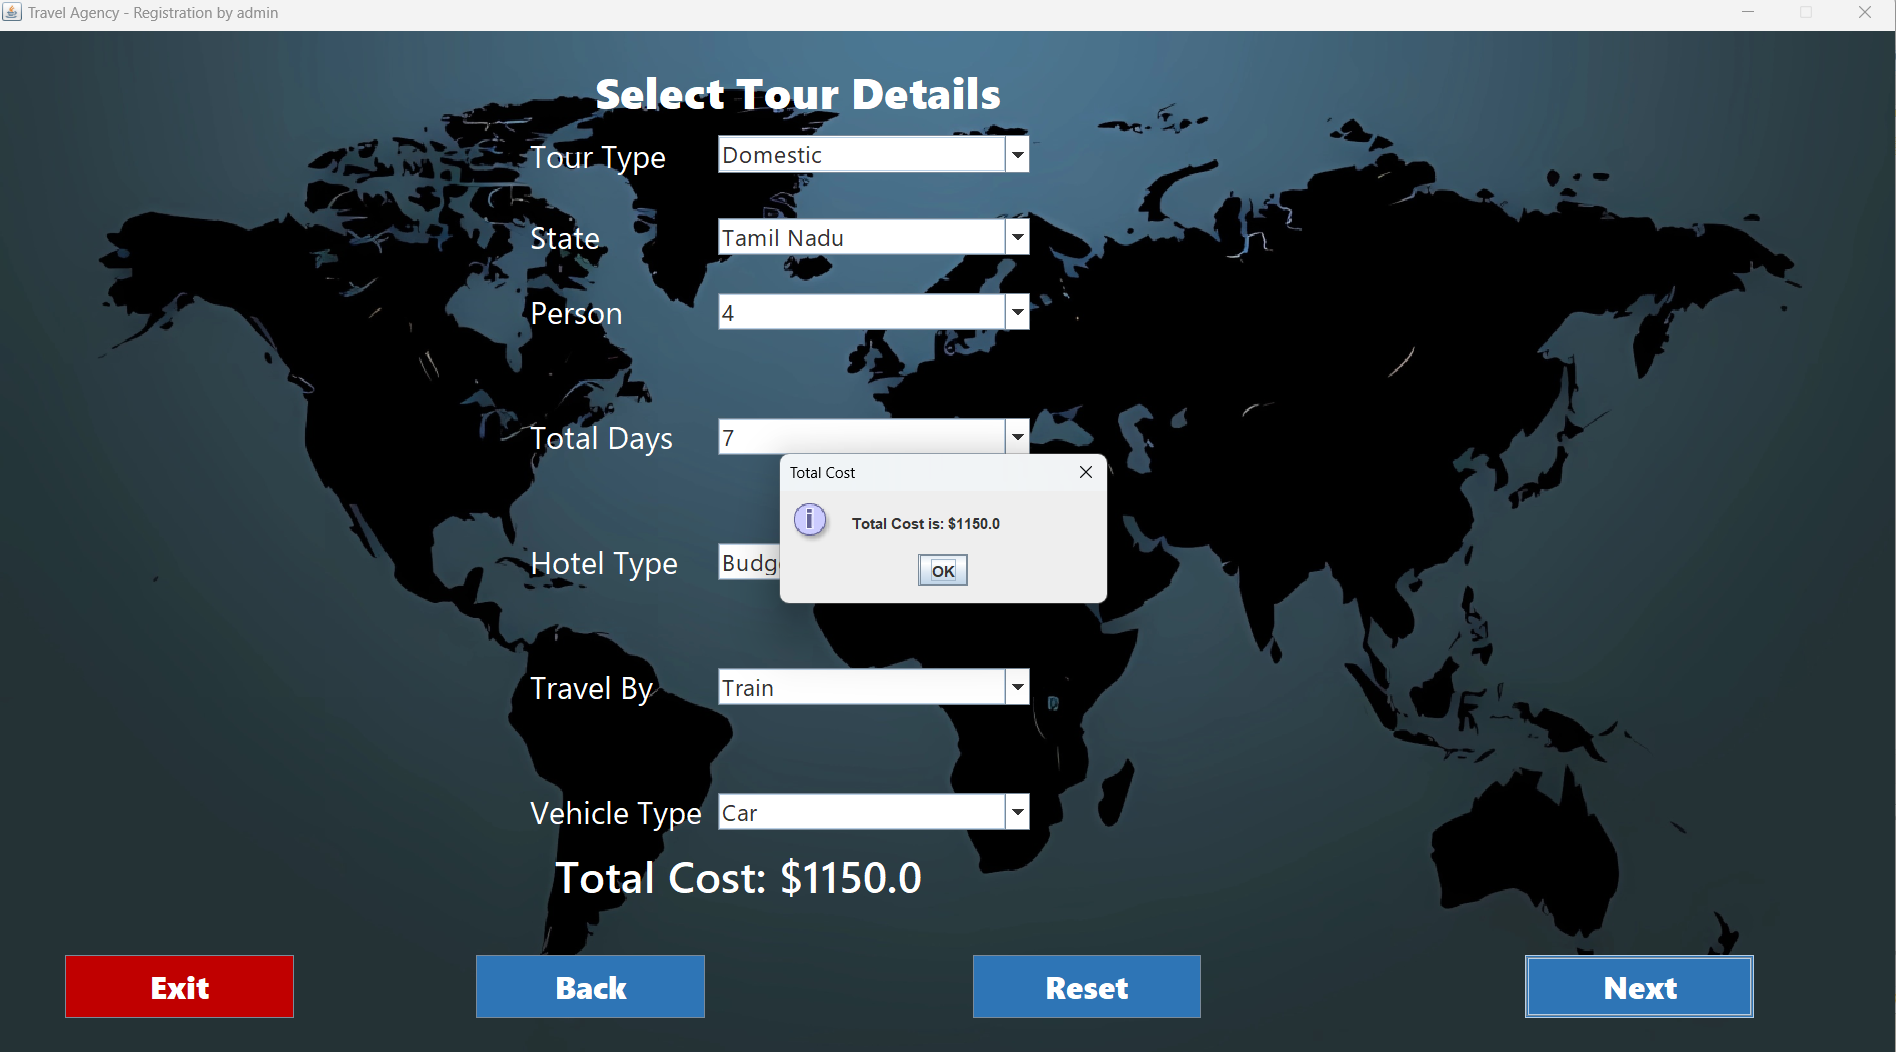 Travel Agency - Registration by admin
Select Tour Details
Tour Type
Domestic
State
Tamil Nadu
Person
4
Total Days
7
Total Cost
Total Cost is: $1150.0
OK
Hotel Type
Budg
Travel By
Train
Vehicle Type
Car
Total Cost: $1150.0
Exit
Back
Reset
Next